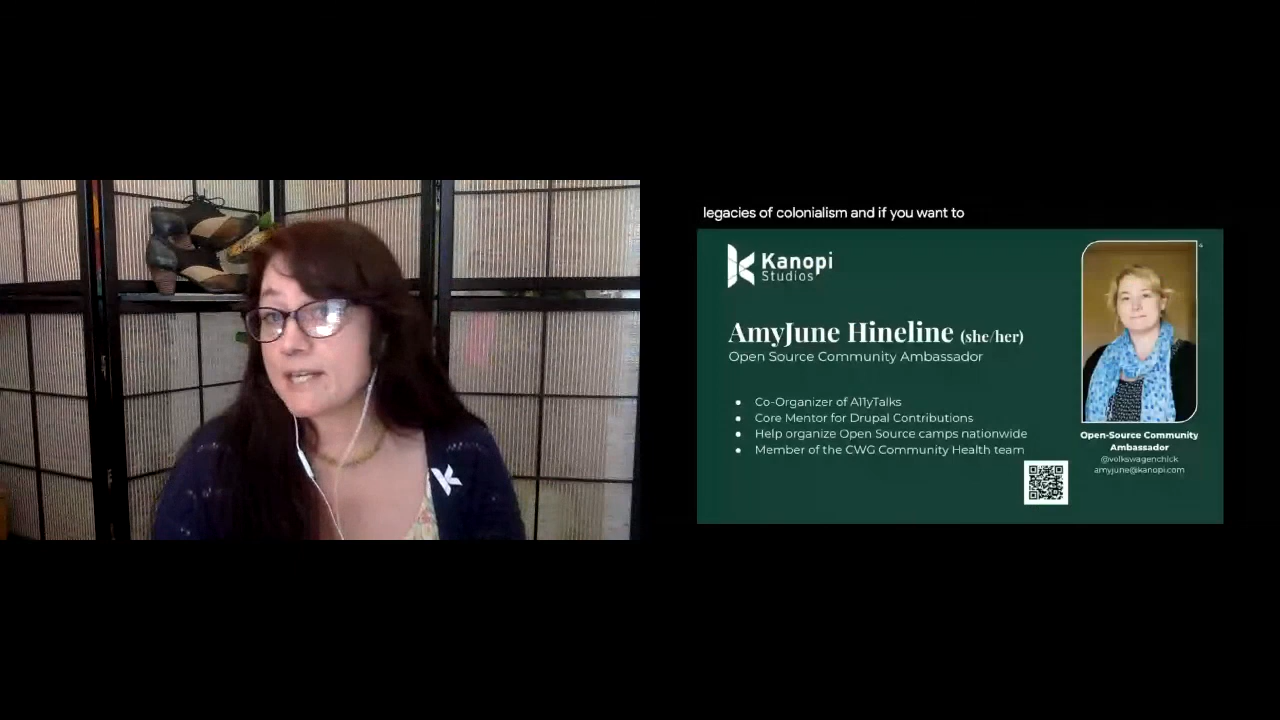 legacies of colonialism and if you want to
Kanopi
Studios
4
AmyJune Hineline (she/her)
Open Source Community Ambassador
Co-Organizer of A11yTalks
Core Mentor for Drupal Contributions
Help organize Open Source camps nationwide
Member of the CWG Community Health team
Open-Source Community
Ambassador
@volkswagenchick
amyjune@kanopi.com